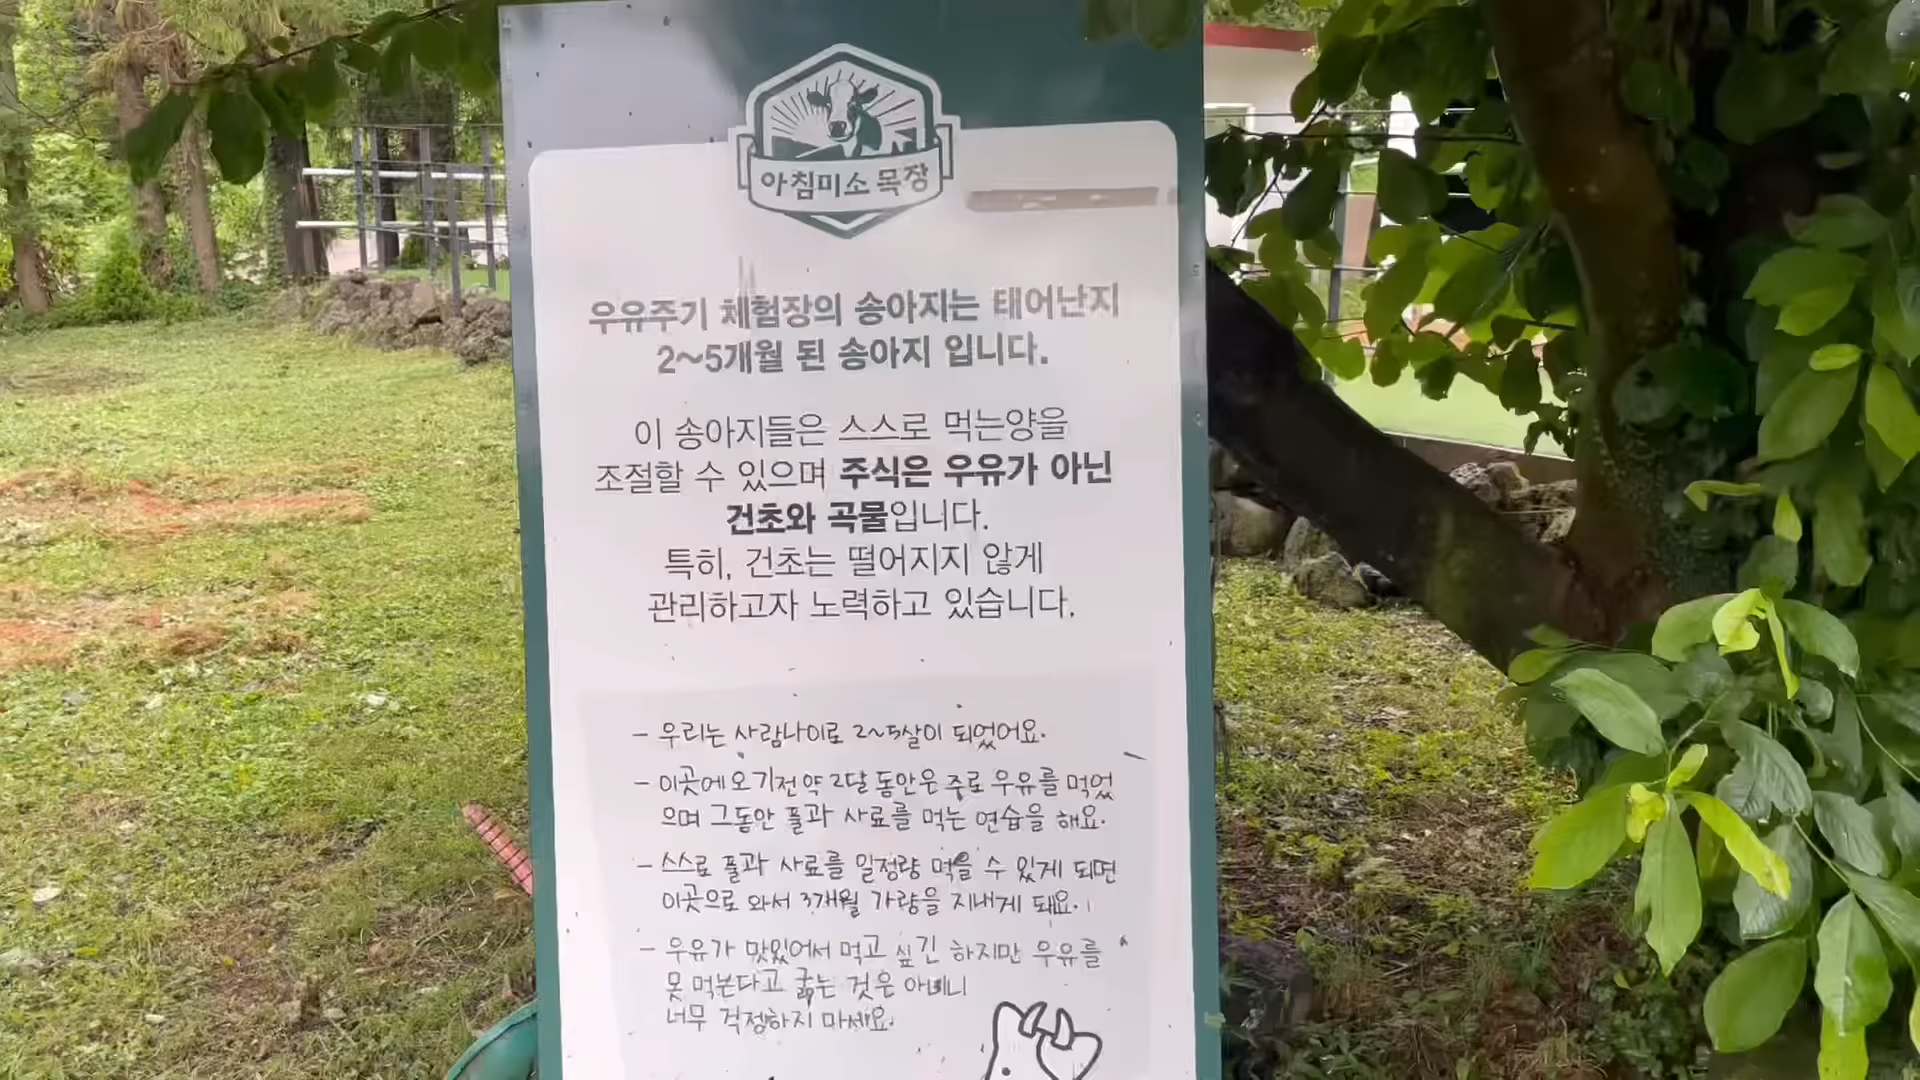 아침미소 목장
우유주기 체험장의 송아지는 태어난지
2~5개월 된 송아지 입니다.
이 송아지들은 스스로 먹는양을
조절할 수 있으며 주식은 우유가 아닌
건초와 곡물입니다.
특히, 건초는 떨어지지 않게
관리하고자 노력하고 있습니다.
- 우리는 사람나이로 2~5살이 되었어요.
- 이곳에 오기전 약 2달 동안은 주로 우유를 먹었
으며 그동안 풀과 사료를 먹는 연습을 해요.
- 스스로 풀과 사료를 일정량 먹을 수 있게 되면
이곳으로 와서 3개월 가량을 지내게 돼요.
- 우유가 맛있어서 먹고 싶긴 하지만 우유를
못 먹는다고 굶는 것은 아니니
너무 걱정하지 마세요.